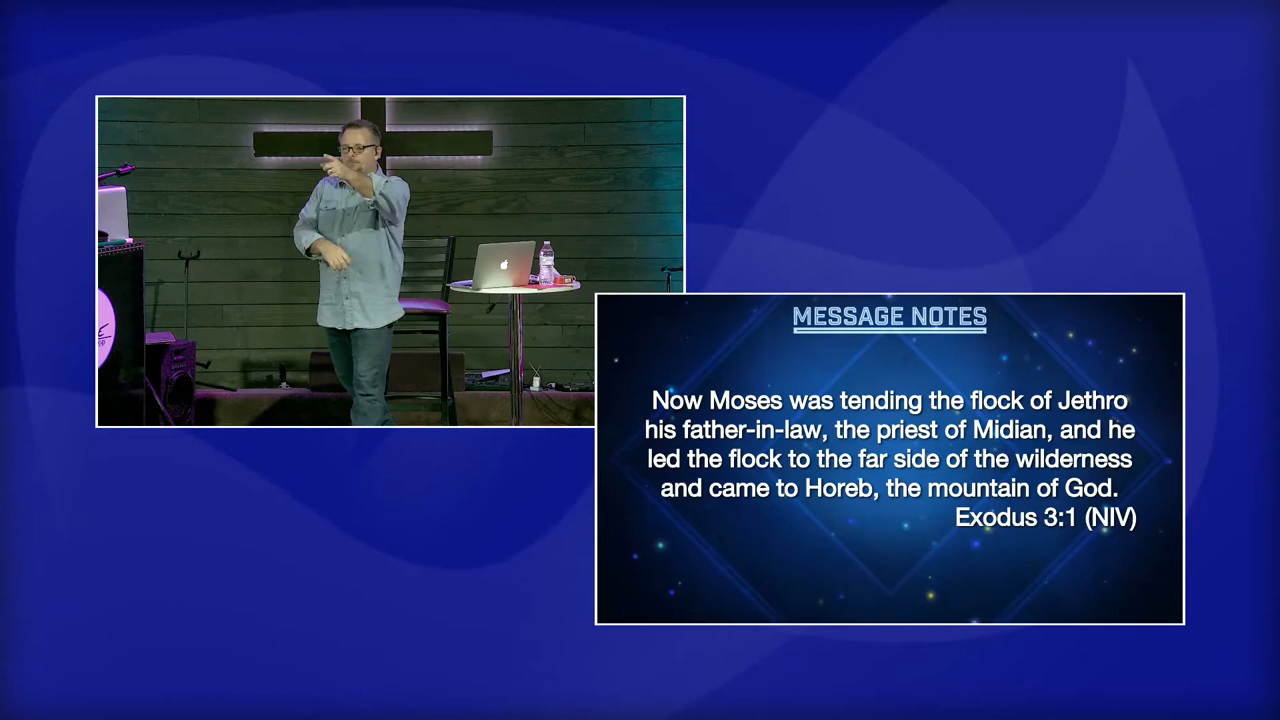 MESSAGE NOTES
Now Moses was tending the flock of Jethro
his father-in-law, the priest of Midian, and he
led the flock to the far side of the wilderness
and came to Horeb, the mountain of God.
Exodus 3:1 (NIV)